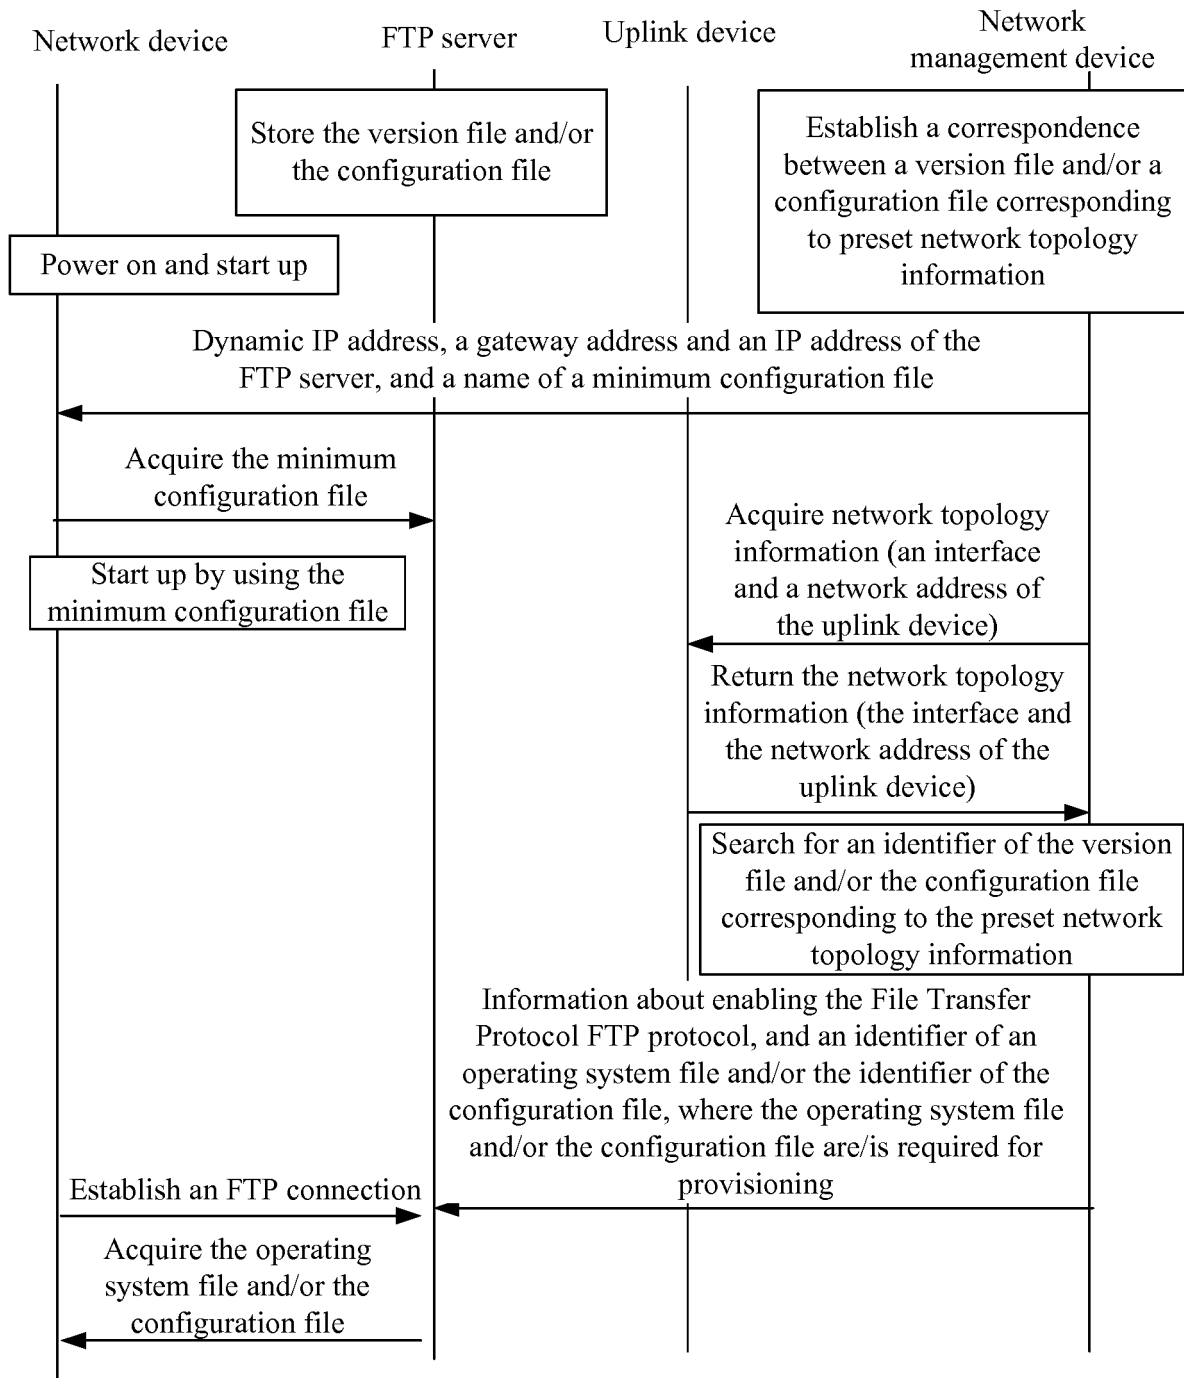 Network device
FTP server
Uplink device
Network
management device
Store the version file and/or
the configuration file
Establish a correspondence
between a version file and/or a
configuration file corresponding
to preset network topology
information
Power on and start up
Dynamic IP address, a gateway address and an IP address of the
FTP server, and a name of a minimum configuration file
Acquire the minimum
configuration file
Start up by using the
minimum configuration file
Acquire network topology
information (an interface
and a network address of
the uplink device)
Return the network topology
information (the interface and
the network address of the
uplink device)
Search for an identifier of the version
file and/or the configuration file
corresponding to the preset network
topology information
Information about enabling the File Transfer
Protocol FTP protocol, and an identifier of an
operating system file and/or the identifier of the
configuration file, where the operating system file
and/or the configuration file are/is required for
provisioning
Establish an FTP connection
Acquire the operating
system file and/or the
configuration file